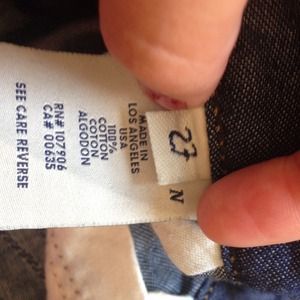 27
N
MADE IN
LOS ANGELES
USA
100%
COTTON
COTTON
ALGODON
RN# 107906
CA# 00635
SEE CARE REVERSE